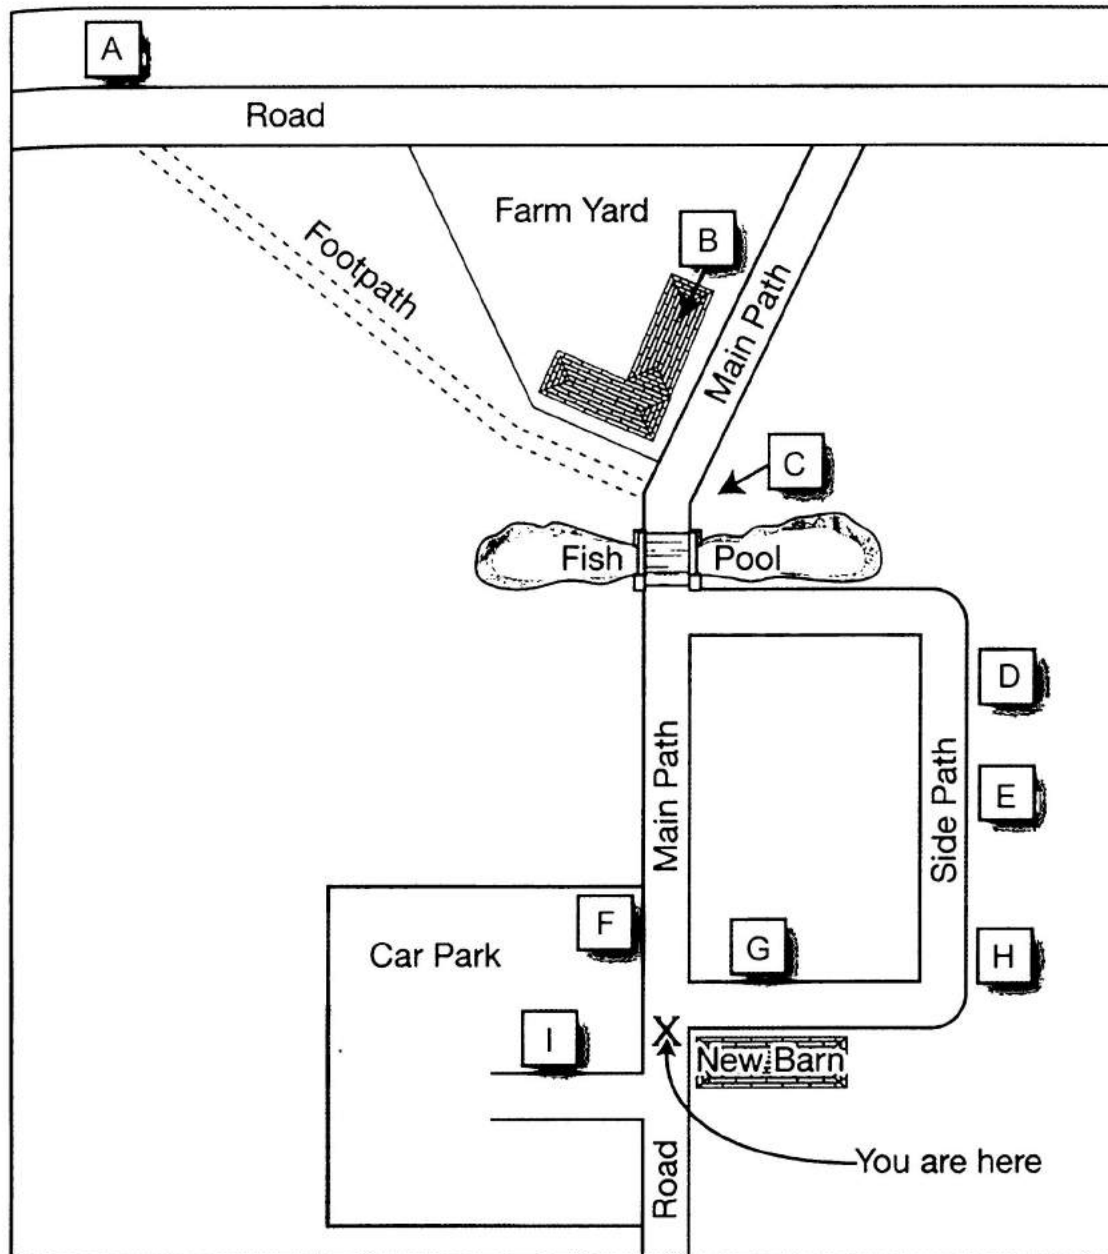 A
Road
Farm Yard
B
Footpath
Main Path
C
Fish Pool
D
Main Path
E
Side Path
F
Car Park
G
H
I
New Barn
You are here
Road